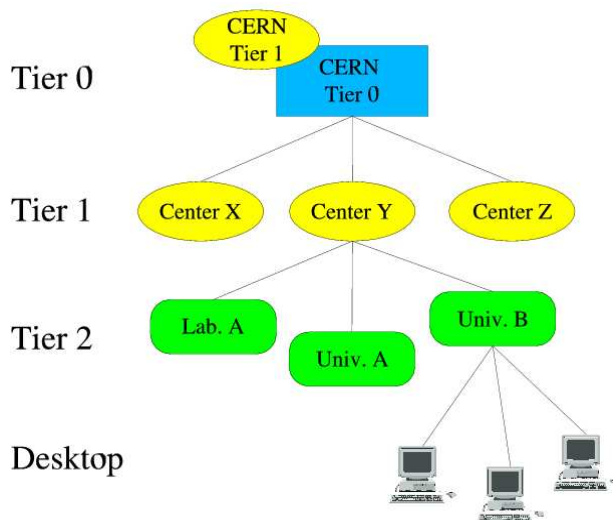 CERN
Tier 1
CERN
Tier 0
Tier 0
Tier 1
Center X
Center Y
Center Z
Tier 2
Lab. A
Univ. A
Univ. B
Desktop